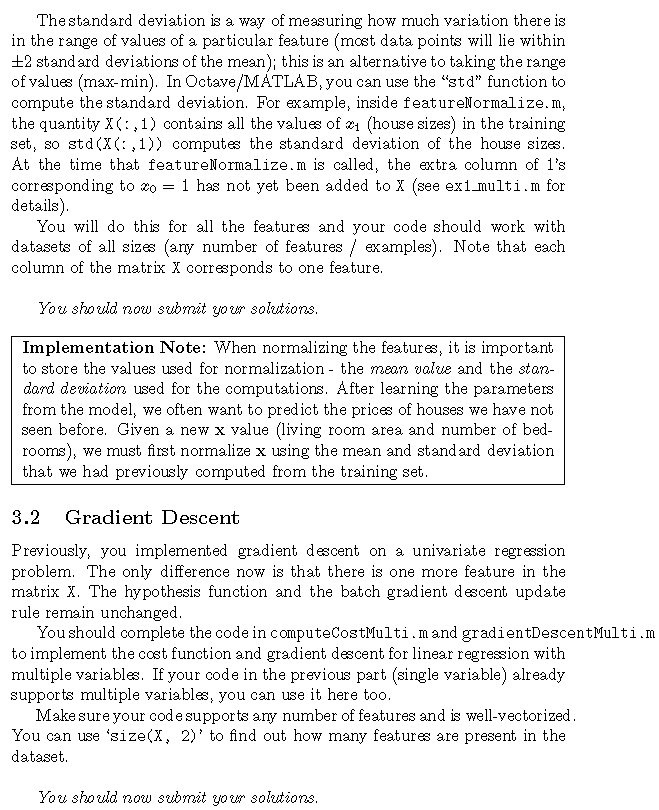 The standard deviation is a way of measuring how much variation there is
in the range of values of a particular feature (most data points will lie within
±2 standard deviations of the mean); this is an alternative to taking the range
of values (max-min). In Octave/MATLAB, you can use the “std” function to
compute the standard deviation. For example, inside featureNormalize.m,
the quantity X(:,1) contains all the values of x₁ (house sizes) in the training
set, so std(X(:,1)) computes the standard deviation of the house sizes.
At the time that featureNormalize.m is called, the extra column of 1’s
corresponding to x₀ = 1 has not yet been added to X (see ex1_multi.m for
details).
You will do this for all the features and your code should work with
datasets of all sizes (any number of features / examples). Note that each
column of the matrix X corresponds to one feature.
You should now submit your solutions.
Implementation Note: When normalizing the features, it is important
to store the values used for normalization - the mean value and the stan-
dard deviation used for the computations. After learning the parameters
from the model, we often want to predict the prices of houses we have not
seen before. Given a new x value (living room area and number of bed-
rooms), we must first normalize x using the mean and standard deviation
that we had previously computed from the training set.
3.2 Gradient Descent
Previously, you implemented gradient descent on a univariate regression
problem. The only difference now is that there is one more feature in the
matrix X. The hypothesis function and the batch gradient descent update
rule remain unchanged.
You should complete the code in computeCostMulti.m and gradientDescentMulti.m
to implement the cost function and gradient descent for linear regression with
multiple variables. If your code in the previous part (single variable) already
supports multiple variables, you can use it here too.
Make sure your code supports any number of features and is well-vectorized.
You can use ‘size(X, 2)’ to find out how many features are present in the
dataset.
You should now submit your solutions.